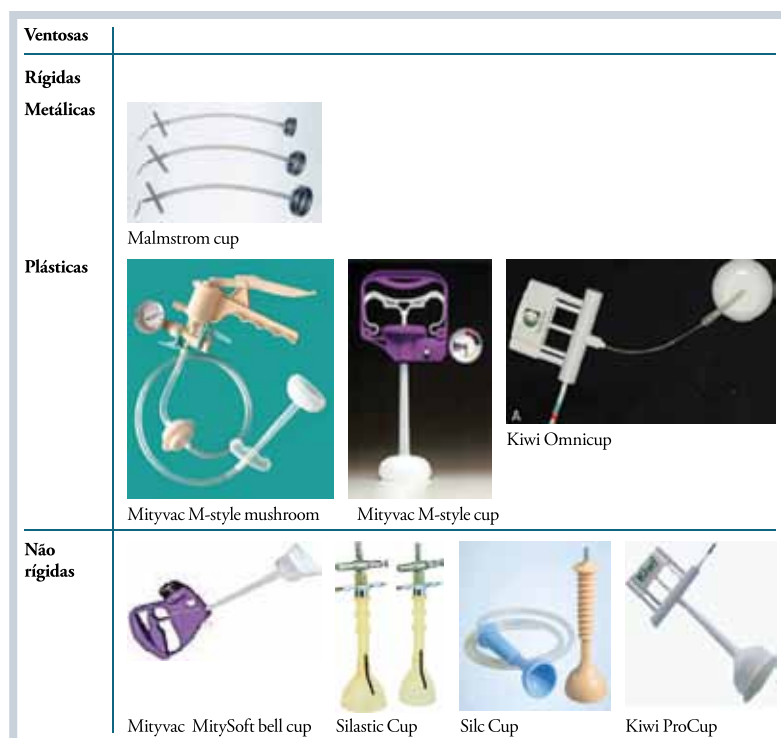 Ventosas
Rígidas
Metálicas
Malmstrom cup
Plásticas
A
Kiwi Omnicup
Mityvac M-style mushroom
Mityvac M-style cup
Não
rígidas
Kiwi
Mityvac MitySoft bell cup
Silastic Cup
Silc Cup
Kiwi ProCup